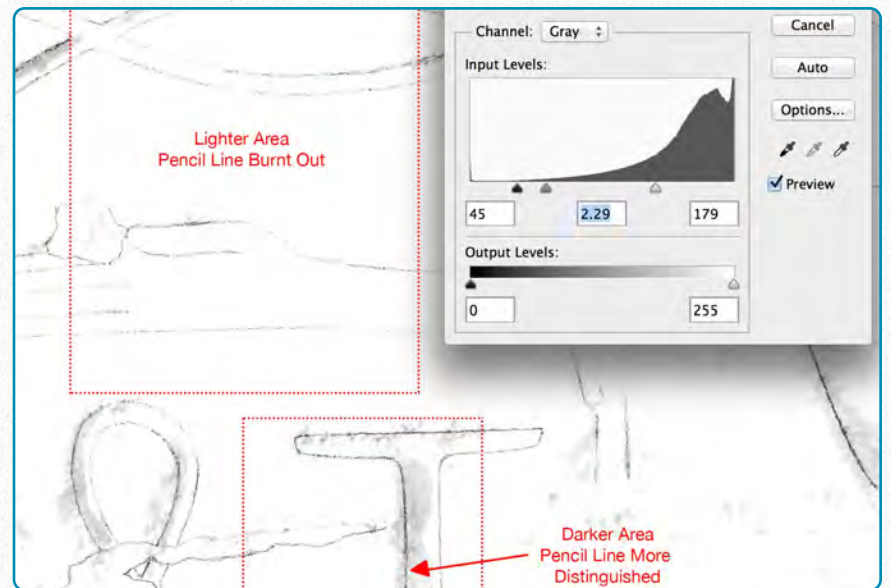 Channel: Gray
Cancel
Input Levels:
Auto
Options...
Preview
45 2.29 179
Output Levels:
0 255
Lighter Area
Pencil Line Burnt Out
Darker Area
Pencil Line More
Distinguished